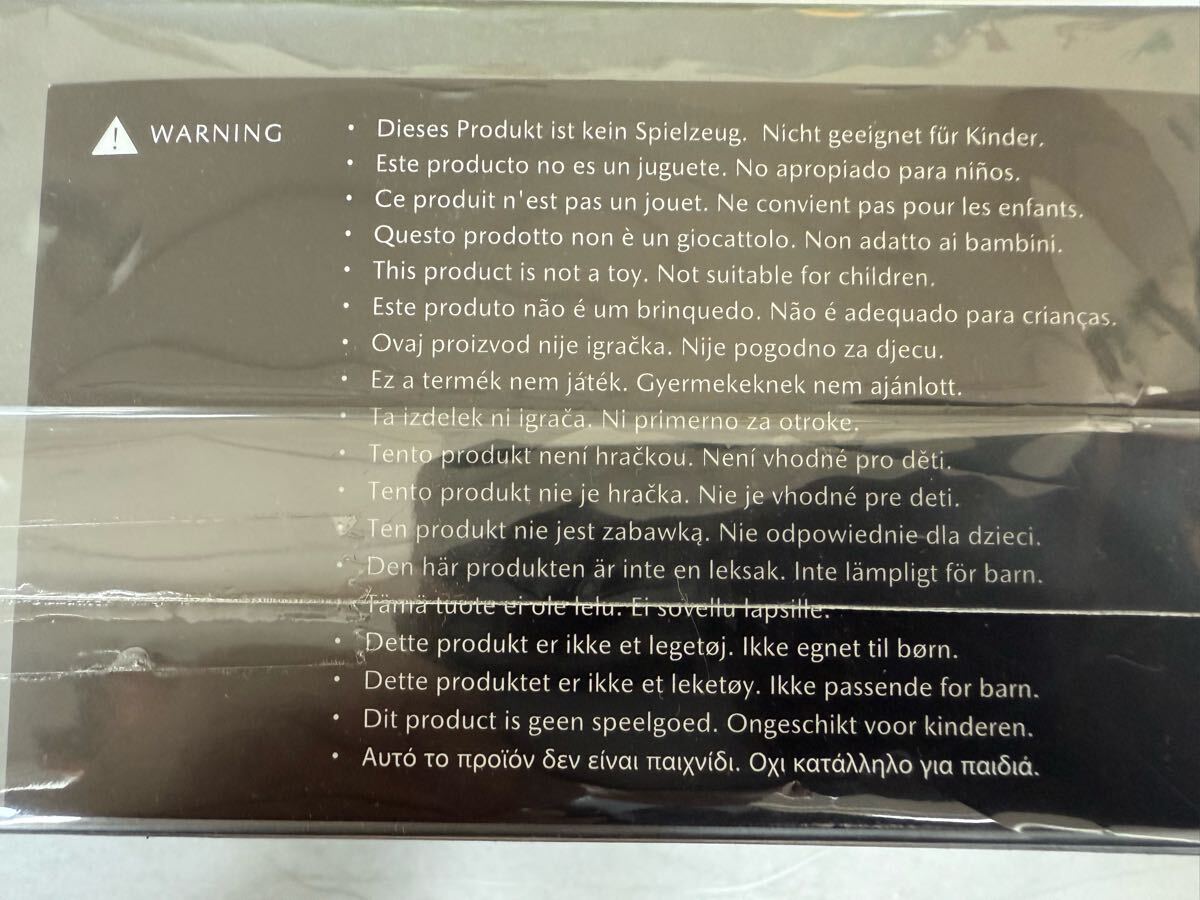 WARNING
• Dieses Produkt ist kein Spielzeug. Nicht geeignet für Kinder.
• Este producto no es un juguete. No apropiado para niños.
• Ce produit n'est pas un jouet. Ne convient pas pour les enfants.
• Questo prodotto non è un giocattolo. Non adatto ai bambini.
• This product is not a toy. Not suitable for children.
• Este produto não é um brinquedo. Não é adequado para crianças.
• Ovaj proizvod nije igračka. Nije pogodno za djecu.
• Ez a termék nem játék. Gyermekeknek nem ajánlott.
• Ta izdelek ni igrača. Ni primerno za otroke.
• Tento produkt není hračkou. Není vhodné pro děti.
• Tento produkt nie je hračka. Nie je vhodné pre deti.
• Ten produkt nie jest zabawką. Nie odpowiednie dla dzieci.
• Den här produkten är inte en leksak. Inte lämpligt för barn.
• Tämä tuote ei ole lelu. Ei sovellu lapsille.
• Dette produkt er ikke et legetøj. Ikke egnet til børn.
• Dette produktet er ikke et leketøy. Ikke passende for barn.
• Dit product is geen speelgoed. Ongeschikt voor kinderen.
• Αυτό το προϊόν δεν είναι παιχνίδι. Οχι κατάλληλο για παιδιά.